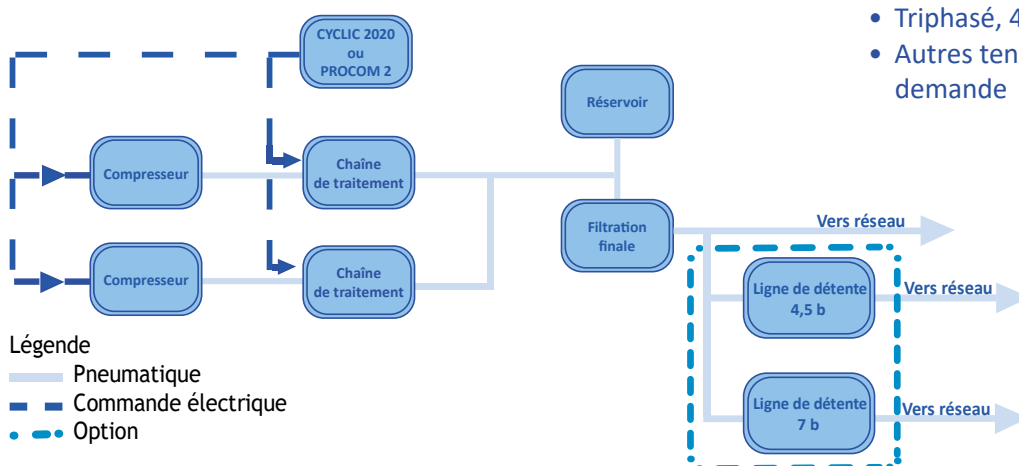 • Triphasé, 4
• Autres ten
demande
CYCLIC 2020
ou
PROCOM 2
Réservoir
Compresseur
Chaîne
de traitement
Filtration
finale
Vers réseau
Compresseur
Chaîne
de traitement
Ligne de détente
4,5 b
Vers réseau
Ligne de détente
7 b
Vers réseau
Légende
Pneumatique
Commande électrique
Option